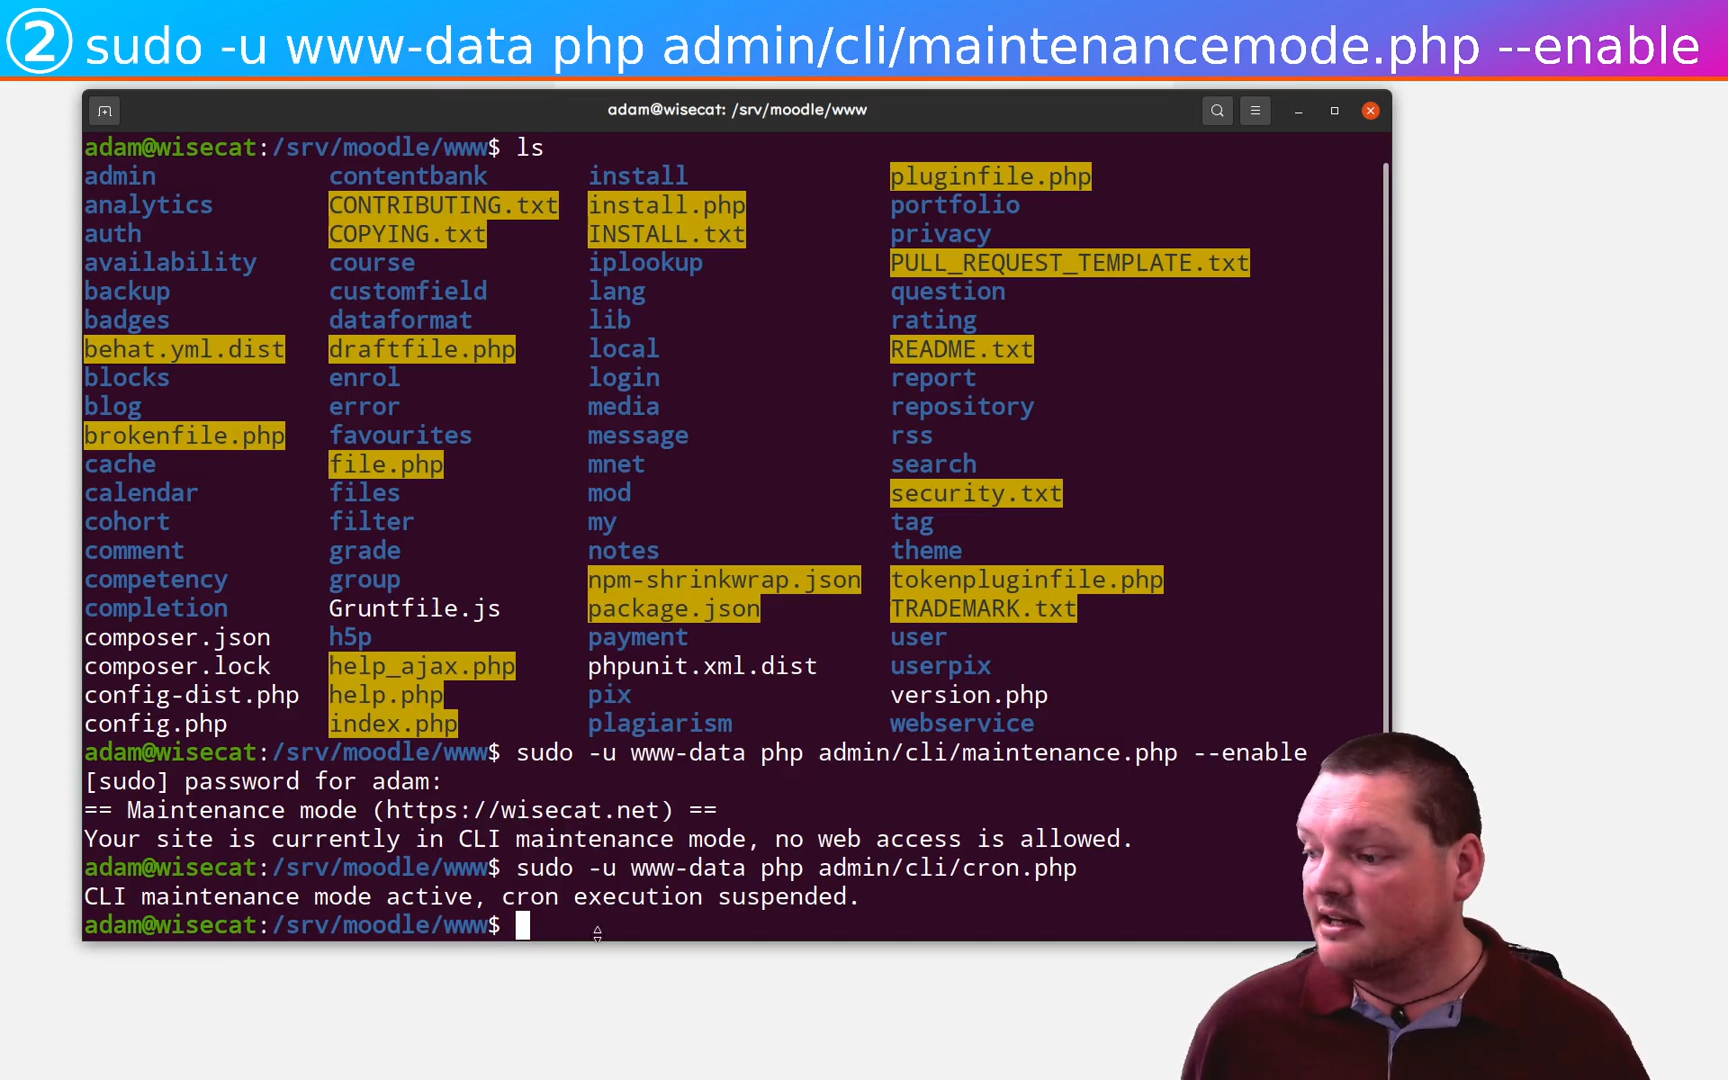 ② sudo -u www-data php admin/cli/maintenancemode.php --enable
adam@wisecat: /srv/moodle/www
adam@wisecat:/srv/moodle/www$ ls
admin contentbank install pluginfile.php
analytics CONTRIBUTING.txt install.php portfolio
auth COPYING.txt INSTALL.txt privacy
availability course iplookup PULL_REQUEST_TEMPLATE.txt
backup customfield lang question
badges dataformat lib rating
behat.yml.dist draftfile.php local README.txt
blocks enrol login report
blog error media repository
brokenfile.php favourites message rss
cache file.php mnet search
calendar files mod security.txt
cohort filter my tag
comment grade notes theme
competency group npm-shrinkwrap.json tokenpluginfile.php
completion Gruntfile.js package.json TRADEMARK.txt
composer.json h5p payment user
composer.lock help_ajax.php phpunit.xml.dist userpix
config-dist.php help.php pix version.php
config.php index.php plagiarism webservice
adam@wisecat:/srv/moodle/www$ sudo -u www-data php admin/cli/maintenance.php --enable
[sudo] password for adam:
== Maintenance mode (https://wisecat.net) ==
Your site is currently in CLI maintenance mode, no web access is allowed.
adam@wisecat:/srv/moodle/www$ sudo -u www-data php admin/cli/cron.php
CLI maintenance mode active, cron execution suspended.
adam@wisecat:/srv/moodle/www$